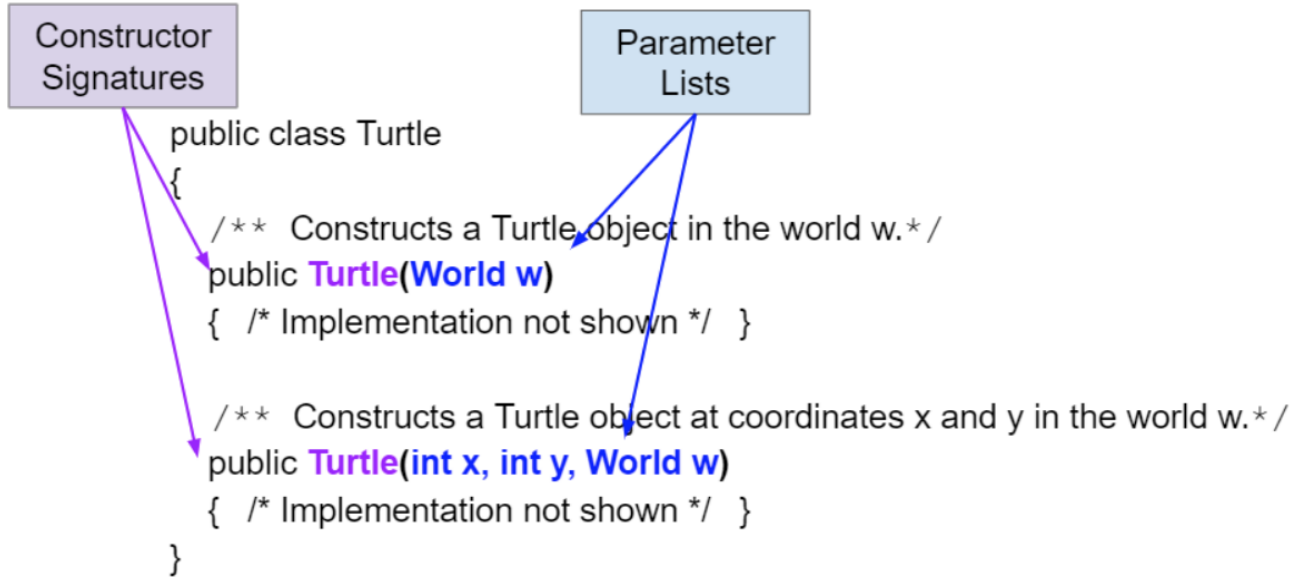 Constructor
Signatures
Parameter
Lists
public class Turtle
{
/** Constructs a Turtle object in the world w.*/
public Turtle(World w)
{ /* Implementation not shown */ }
/** Constructs a Turtle object at coordinates x and y in the world w.*/
public Turtle(int x, int y, World w)
{ /* Implementation not shown */ }
}